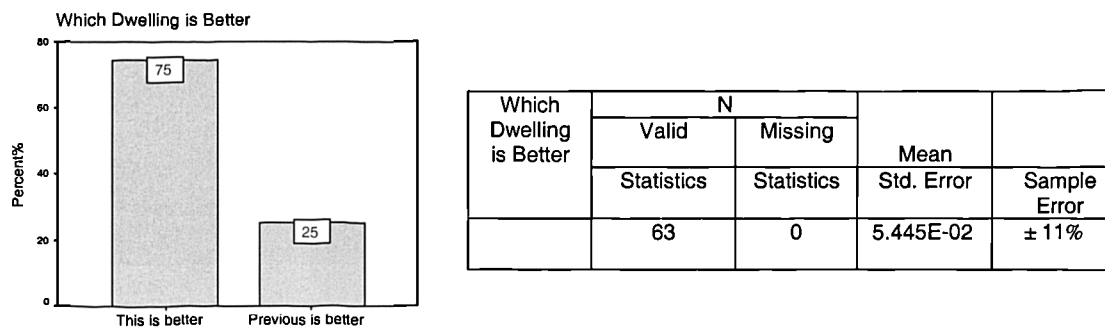 Which Dwelling is Better
80
60
40
20
0
Percent%
75
25
This is better
Previous is better
Which Dwelling is Better
N
Valid
Missing
Mean
Statistics
Statistics
Std. Error
Sample Error
63
0
5.445E-02
± 11%